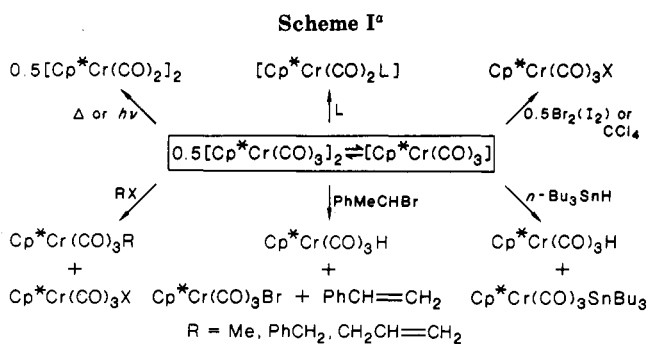 Scheme Iᵃ
0.5[Cp*Cr(CO)₂]₂ [Cp*Cr(CO)₂L] Cp*Cr(CO)₃X
Δ or hν L 0.5Br₂(I₂) or
CCl₄
0.5[Cp*Cr(CO)₃]₂ ⇌ [Cp*Cr(CO)₃]
RX PhMeCHBr n-Bu₃SnH
Cp*Cr(CO)₃R Cp*Cr(CO)₃H Cp*Cr(CO)₃H
+ + +
Cp*Cr(CO)₃X Cp*Cr(CO)₃Br + PhCH=CH₂ Cp*Cr(CO)₃SnBu₃
R = Me, PhCH₂, CH₂CH=CH₂